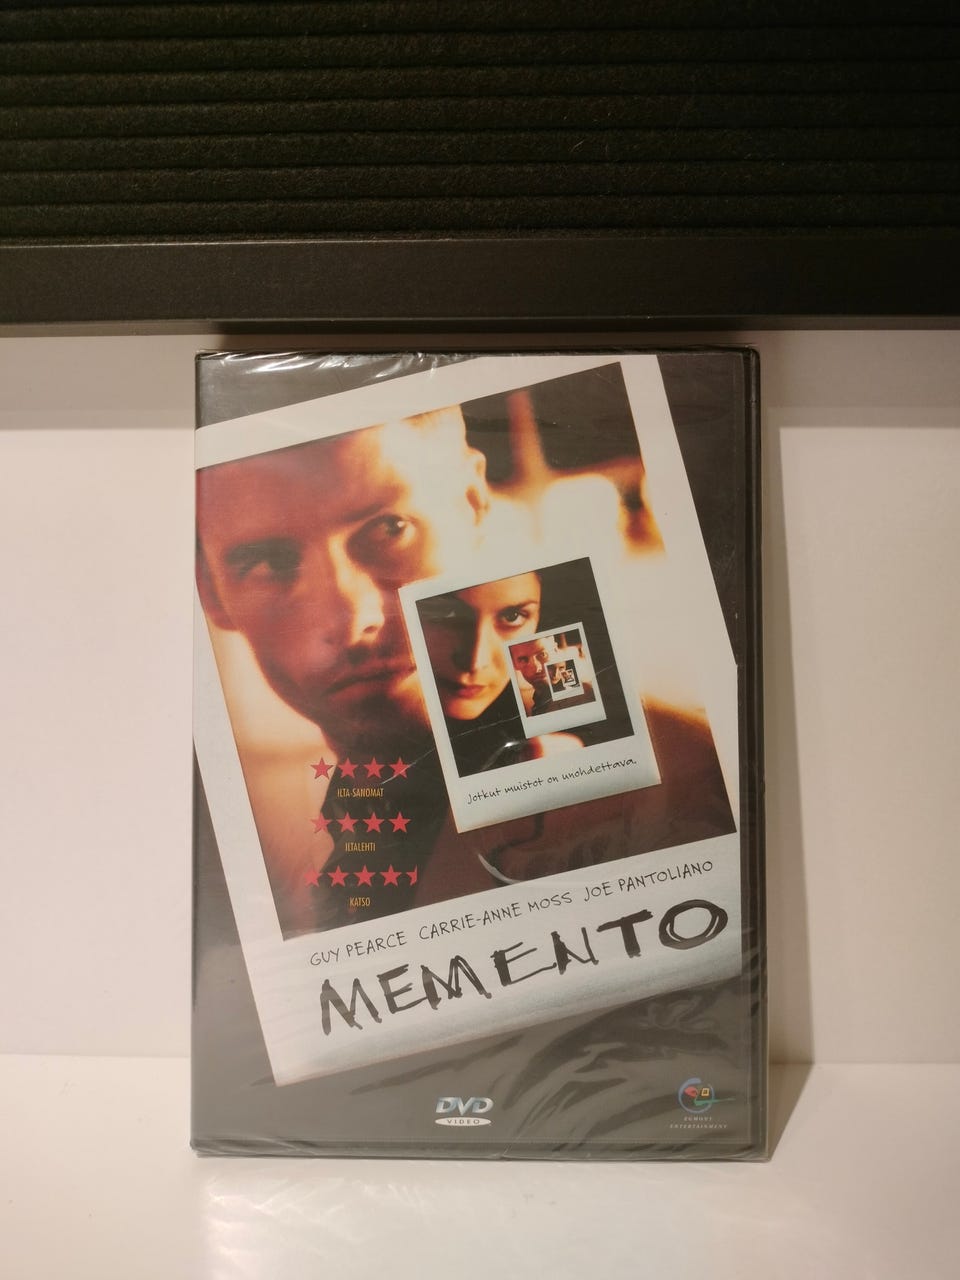 Jotkut muistot on unohdettava.
ILTA-SANOMAT
ILTALEHTI
KATSO
GUY PEARCE CARRIE-ANNE MOSS JOE PANTOLIANO
MEMENTO
DVD
VIDEO
EGMONT
ENTERTAINMENT